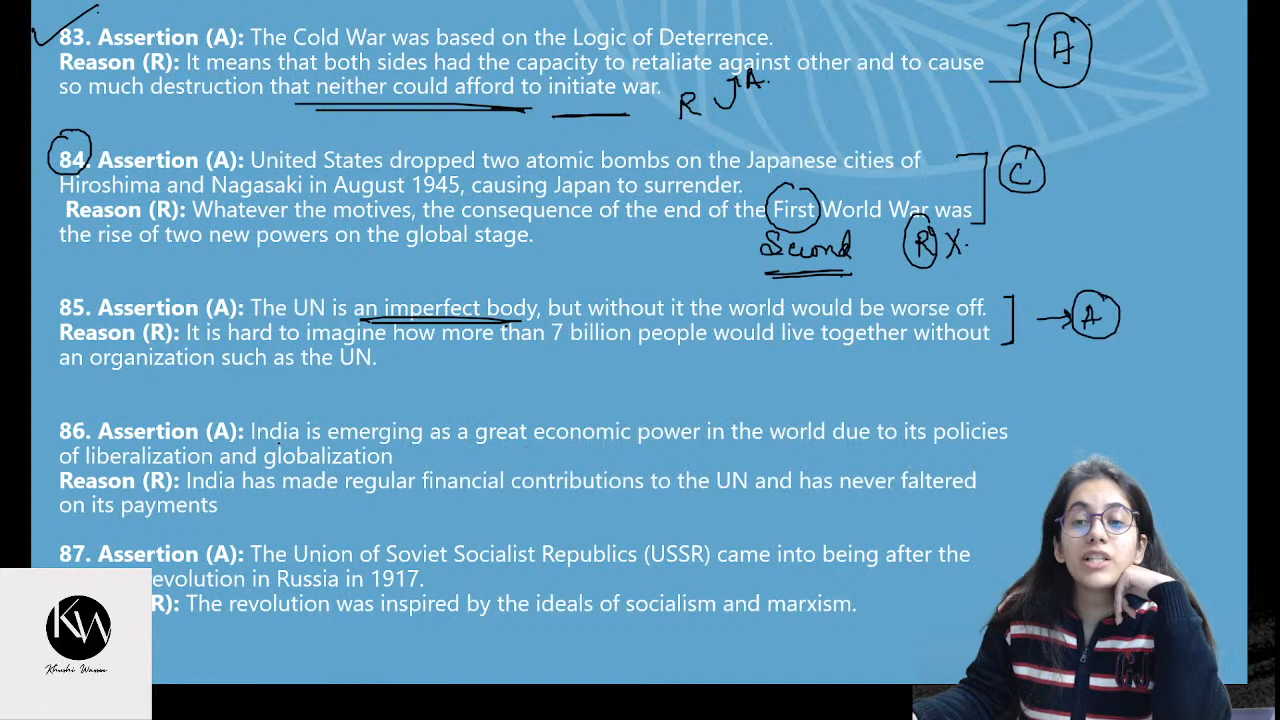 83. Assertion (A): The Cold War was based on the Logic of Deterrence.
Reason (R): It means that both sides had the capacity to retaliate against other and to cause
so much destruction that neither could afford to initiate war.
A
R A.
84. Assertion (A): United States dropped two atomic bombs on the Japanese cities of
Hiroshima and Nagasaki in August 1945, causing Japan to surrender.
C
Reason (R): Whatever the motives, the consequence of the end of the First World War was
the rise of two new powers on the global stage.
Second R X.
85. Assertion (A): The UN is an imperfect body, but without it the world would be worse off.
Reason (R): It is hard to imagine how more than 7 billion people would live together without
an organization such as the UN.
A
86. Assertion (A): India is emerging as a great economic power in the world due to its policies
of liberalization and globalization
Reason (R): India has made regular financial contributions to the UN and has never faltered
on its payments
87. Assertion (A): The Union of Soviet Socialist Republics (USSR) came into being after the
evolution in Russia in 1917.
R): The revolution was inspired by the ideals of socialism and marxism.
KW
Khushi Wasson